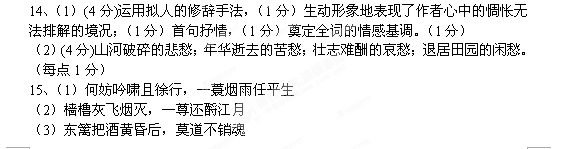 14、（1）(4 分)运用拟人的修辞手法，（1 分）生动形象地表现了作者心中的惆怅无
法排解的境况；（1 分）首句抒情，（1 分）奠定全词的情感基调。（1 分）
（2）(4 分)山河破碎的悲愁；年华逝去的苦愁；壮志难酬的哀愁；退居田园的闲愁。
（每点 1 分）
15、（1）何妨吟啸且徐行，一蓑烟雨任平生
（2）樯橹灰飞烟灭，一尊还酹江月
（3）东篱把酒黄昏后，莫道不销魂